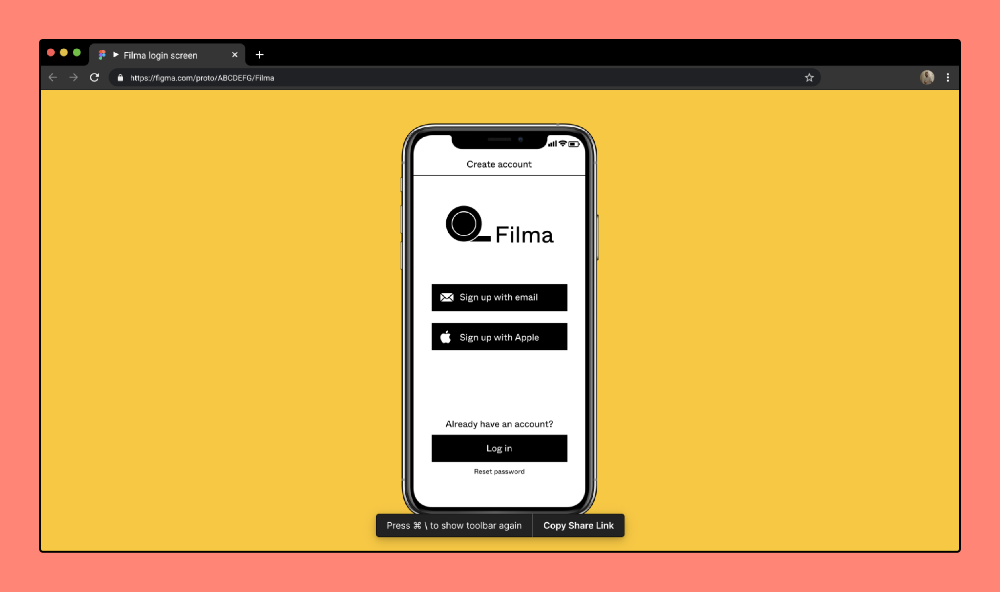 Filma login screen
https://figma.com/proto/ABCDEFG/Filma
Create account
Filma
Sign up with email
Sign up with Apple
Already have an account?
Log in
Reset password
Press ⌘ \ to show toolbar again
Copy Share Link